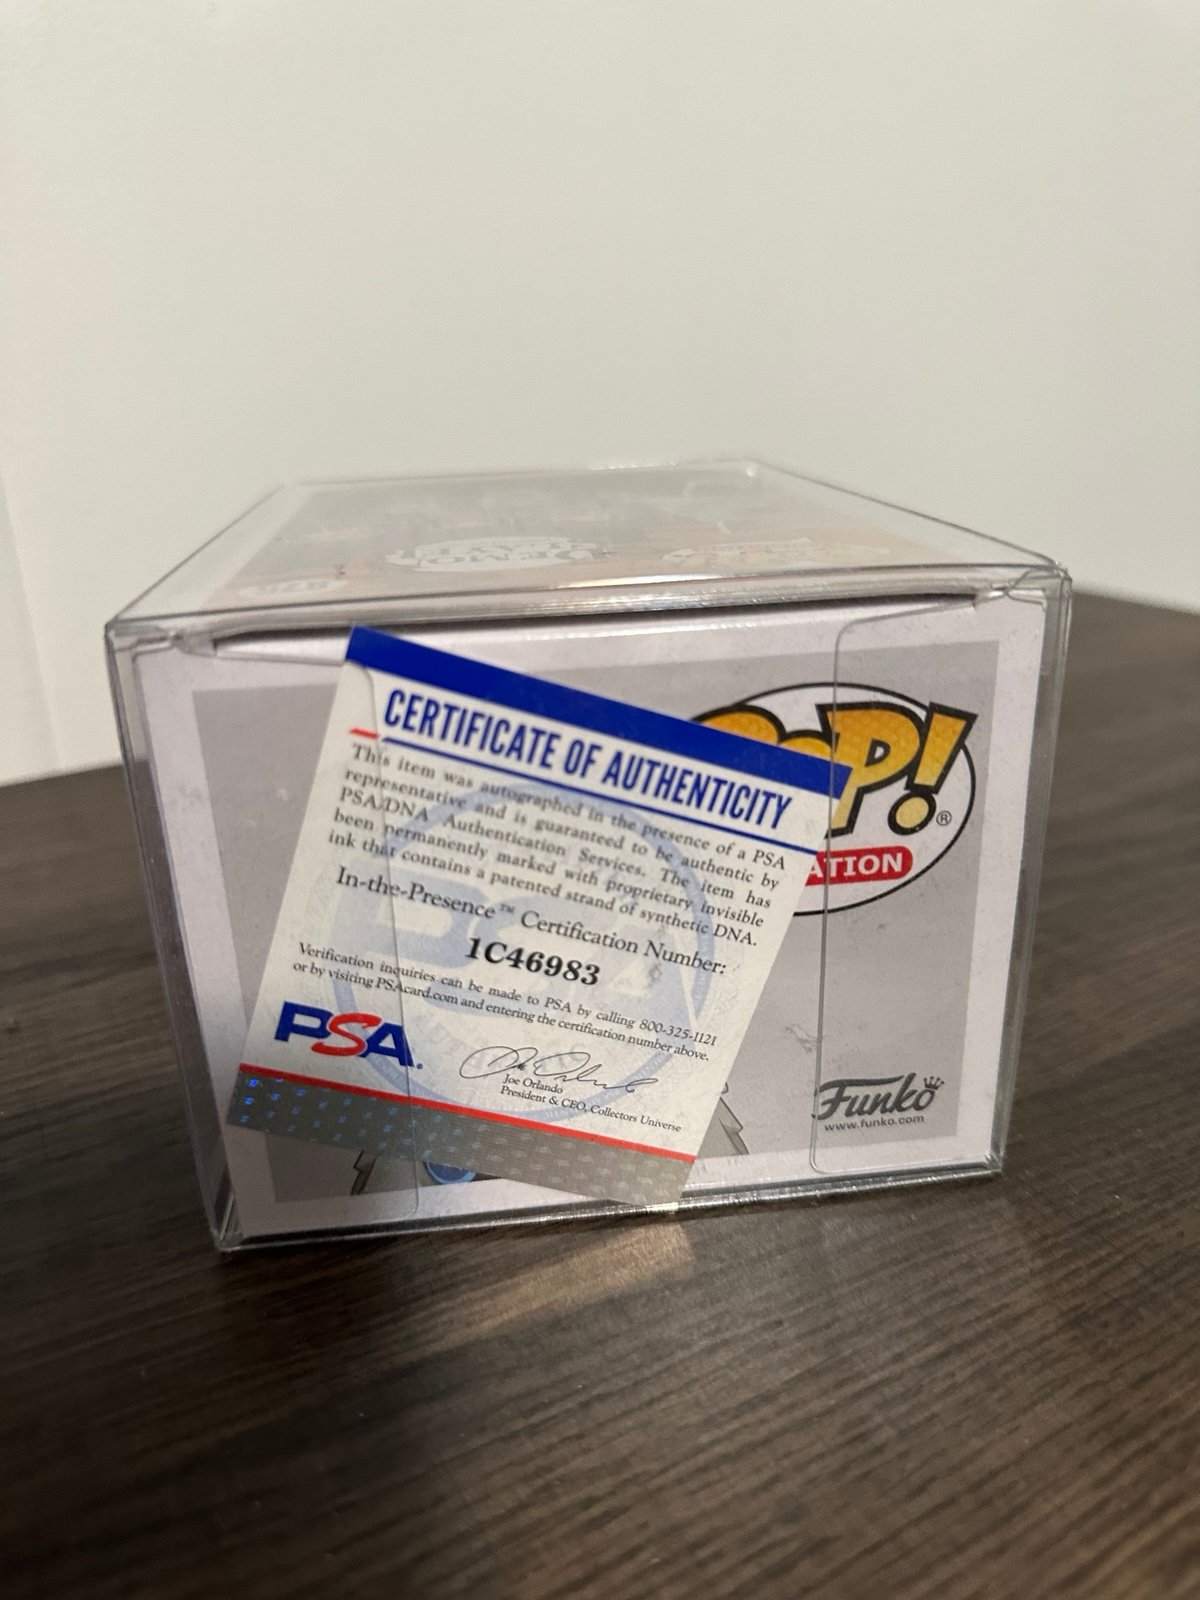 CERTIFICATE OF AUTHENTICITY
This item was autographed in the presence of a PSA
representative and is guaranteed to be authentic by
PSA/DNA Authentication Services. The item has
been permanently marked with proprietary invisible
ink that contains a patented strand of synthetic DNA.
In-the-Presence™ Certification Number:
1C46983
Verification inquiries can be made to PSA by calling 800-325-1121
or by visiting PSAcard.com and entering the certification number above.
PSA.
Joe Orlando
President & CEO, Collectors Universe
POP!®
ATION
Funko
www.funko.com